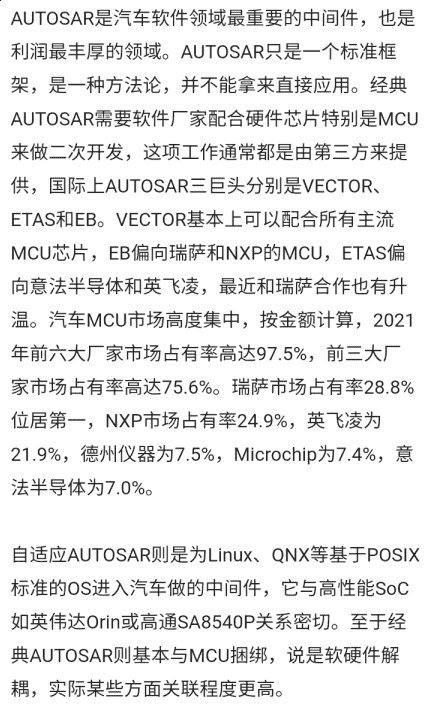 AUTOSAR是汽车软件领域最重要的中间件，也是
利润最丰厚的领域。AUTOSAR只是一个标准框
架，是一种方法论，并不能拿来直接应用。经典
AUTOSAR需要软件厂家配合硬件芯片特别是MCU
来做二次开发，这项工作通常都是由第三方来提
供，国际上AUTOSAR三巨头分别是VECTOR、
ETAS和EB。VECTOR基本上可以配合所有主流
MCU芯片，EB偏向瑞萨和NXP的MCU，ETAS偏
向意法半导体和英飞凌，最近和瑞萨合作也有升
温。汽车MCU市场高度集中，按金额计算，2021
年前六大厂家市场占有率高达97.5%，前三大厂
家市场占有率高达75.6%。瑞萨市场占有率28.8%
位居第一，NXP市场占有率24.9%，英飞凌为
21.9%，德州仪器为7.5%，Microchip为7.4%，意
法半导体为7.0%。
自适应AUTOSAR则是为Linux、QNX等基于POSIX
标准的OS进入汽车做的中间件，它与高性能SoC
如英伟达Orin或高通SA8540P关系密切。至于经
典AUTOSAR则基本与MCU捆绑，说是软硬件解
耦，实际某些方面关联程度更高。